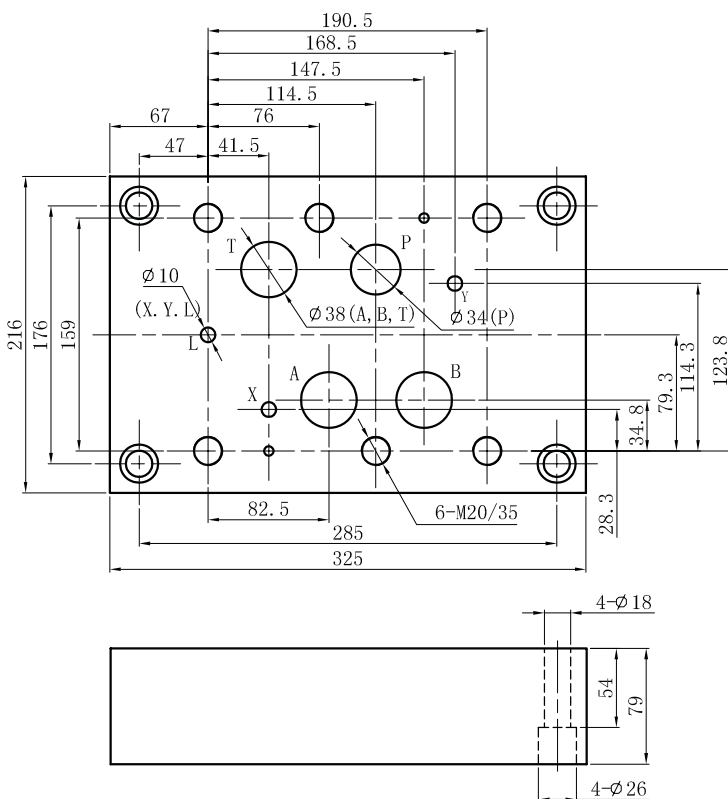 190.5
168.5
147.5
114.5
67
76
47
41.5
T
P
Ø10
(X.Y.L)
Y
Ø38(A,B,T)
Ø34(P)
L
216
176
159
A
B
X
123.8
114.3
79.3
34.8
28.3
82.5
6-M20/35
285
325
4-Ø18
54
79
4-Ø26